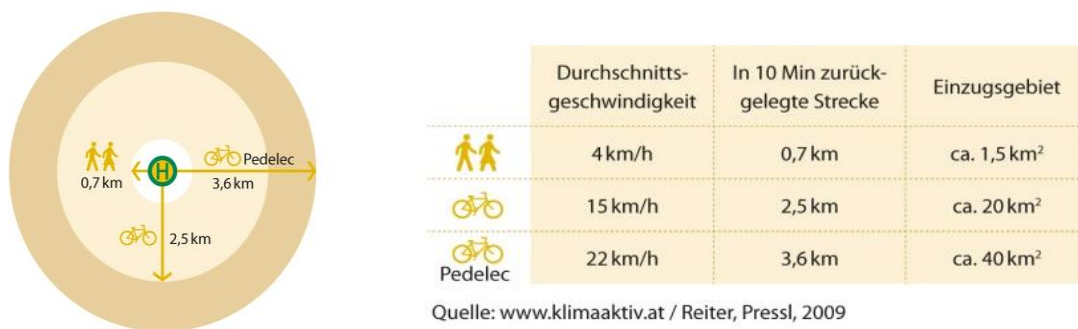 H
Pedelec
0,7 km
3,6 km
2,5 km
Durchschnitts-
geschwindigkeit
In 10 Min zurück-
gelegte Strecke
Einzugsgebiet
4 km/h
0,7 km
ca. 1,5 km²
15 km/h
2,5 km
ca. 20 km²
Pedelec
22 km/h
3,6 km
ca. 40 km²
Quelle: www.klimaaktiv.at / Reiter, Pressl, 2009